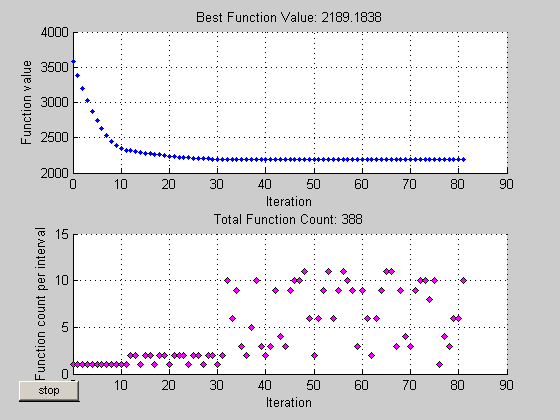 Best Function Value: 2189.1838
4000
3500
3000
2500
2000
Function value
0 10 20 30 40 50 60 70 80 90
Iteration
Total Function Count: 388
15
10
5
0
Function count per interval
0 10 20 30 40 50 60 70 80 90
Iteration
stop